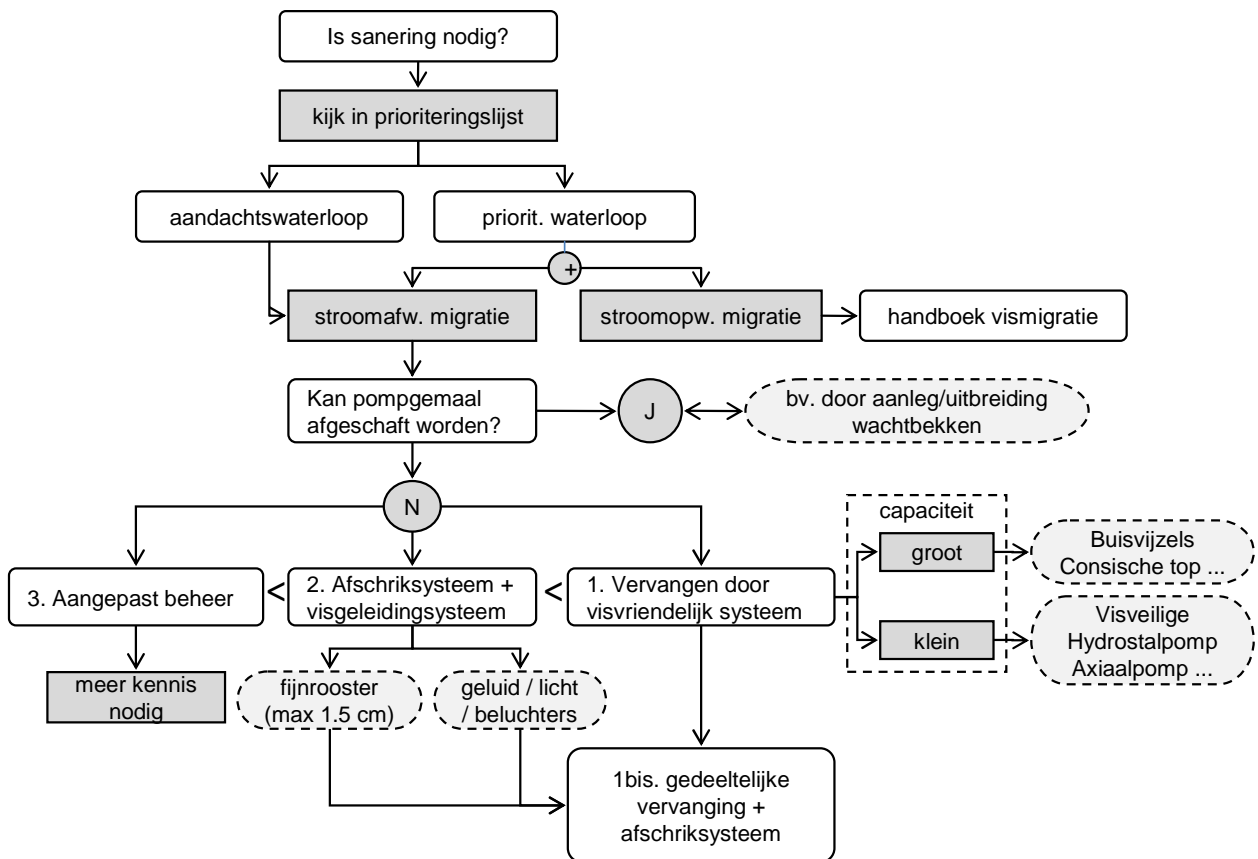 Is sanering nodig?
kijk in prioriteringslijst
aandachtswaterloop
priorit. waterloop
+
stroomafw. migratie
stroomopw. migratie
handboek vismigratie
Kan pompgemaal
afgeschaft worden?
J
bv. door aanleg/uitbreiding
wachtbekken
N
capaciteit
groot
Buisvijzels
Consische top ...
3. Aangepast beheer
<
2. Afschriksysteem +
visgeleidingsysteem
<
1. Vervangen door
visvriendelijk systeem
klein
Visveilige
Hydrostalpomp
Axiaalpomp ...
meer kennis
nodig
fijnrooster
(max 1.5 cm)
geluid / licht
/ beluchters
1bis. gedeeltelijke
vervanging +
afschriksysteem